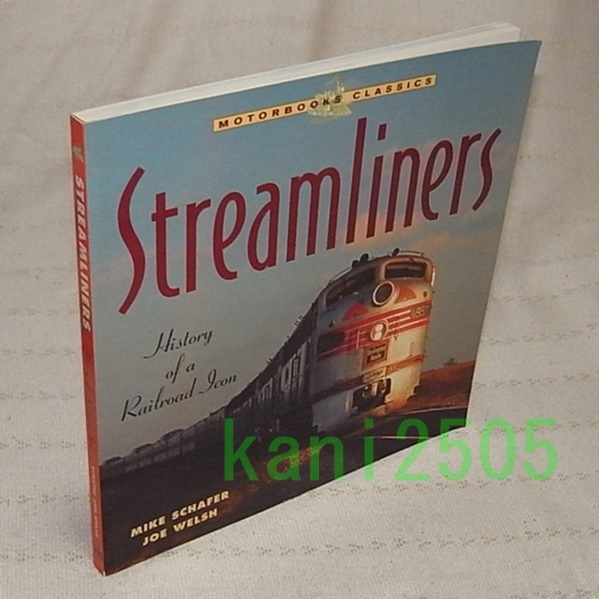 MOTORBOOKS CLASSICS
Streamliners
History
of a
Railroad Icon
MIKE SCHAFER
JOE WELSH
STREAMLINERS
kani2505